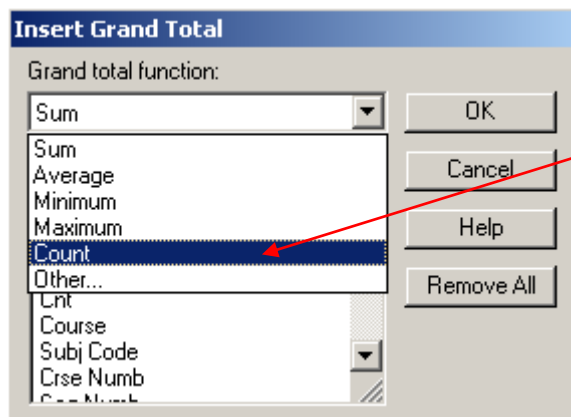 Insert Grand Total
Grand total function:
Sum
OK
Sum
Average
Minimum
Maximum
Count
Other...
Cancel
Help
Remove All
Cnt
Course
Subj Code
Crse Numb